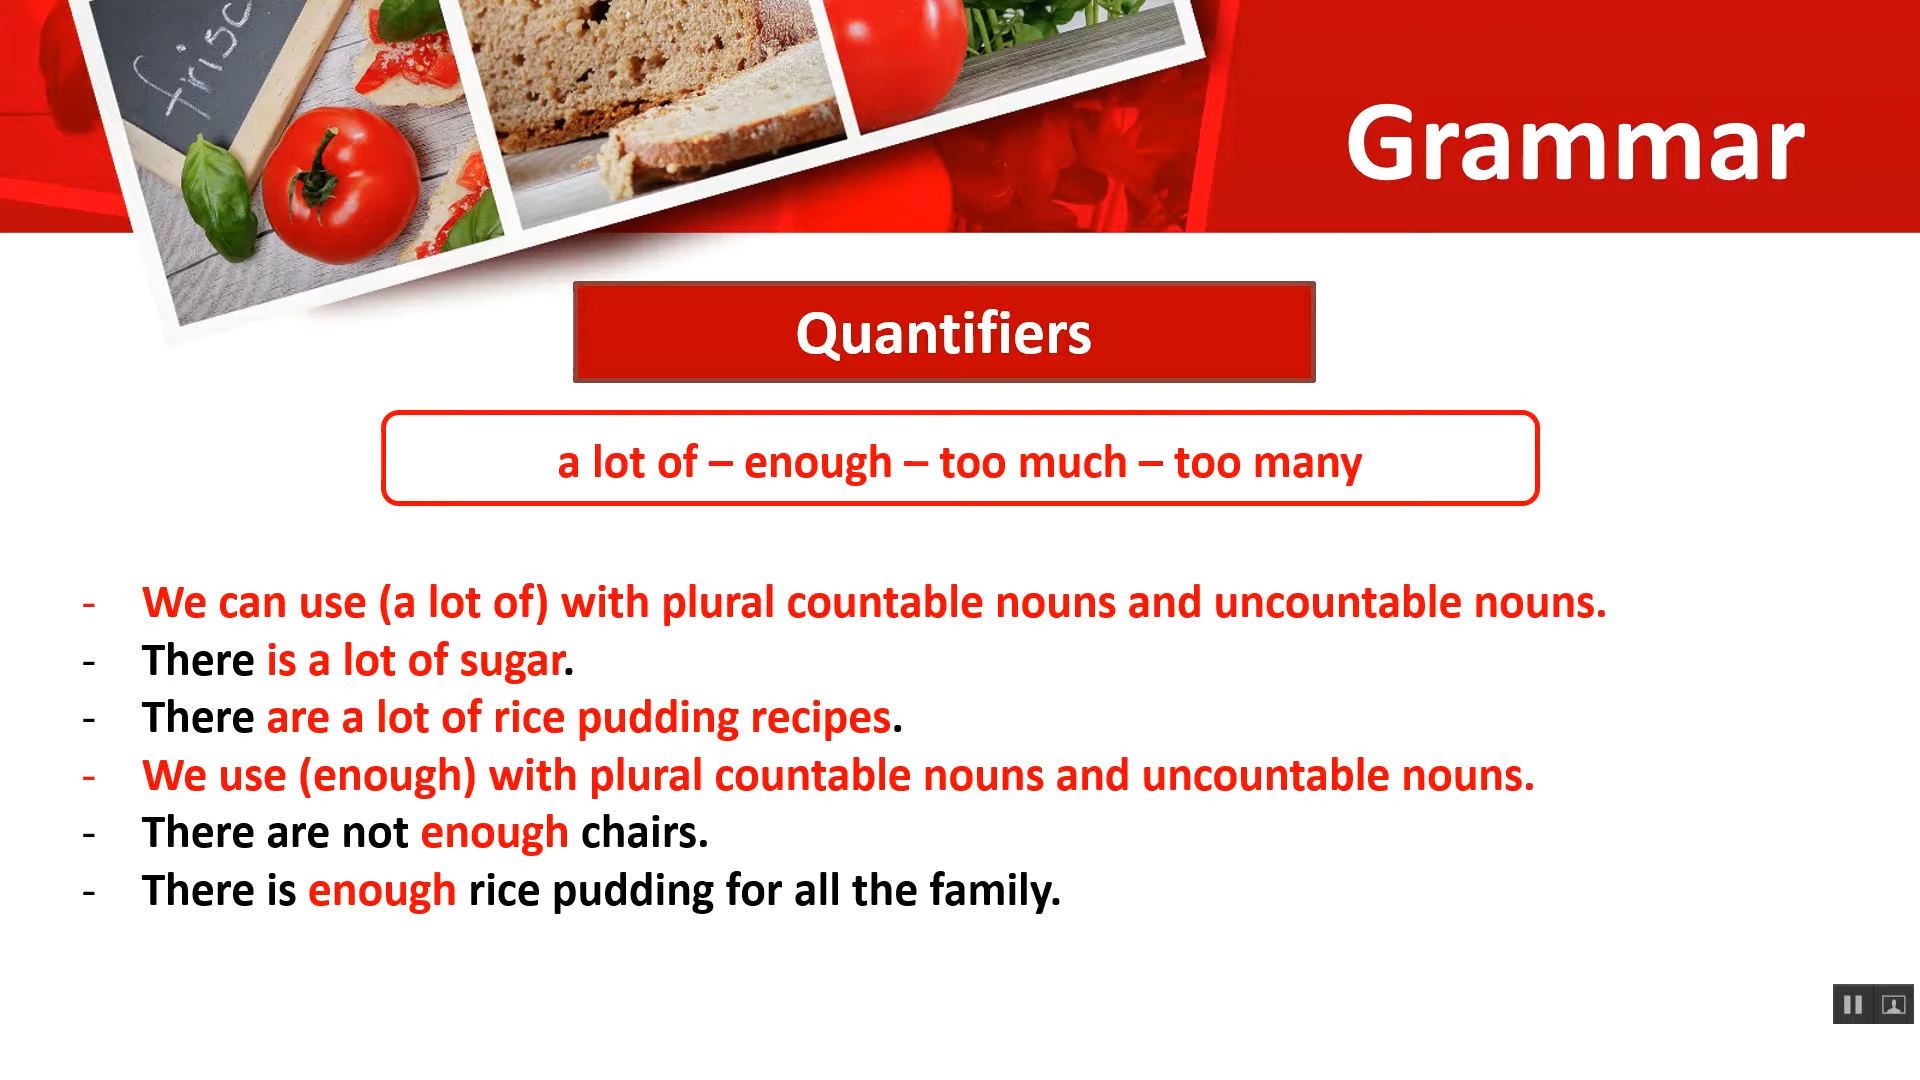 frisc
Grammar
Quantifiers
a lot of – enough – too much – too many
- We can use (a lot of) with plural countable nouns and uncountable nouns.
- There is a lot of sugar.
- There are a lot of rice pudding recipes.
- We use (enough) with plural countable nouns and uncountable nouns.
- There are not enough chairs.
- There is enough rice pudding for all the family.